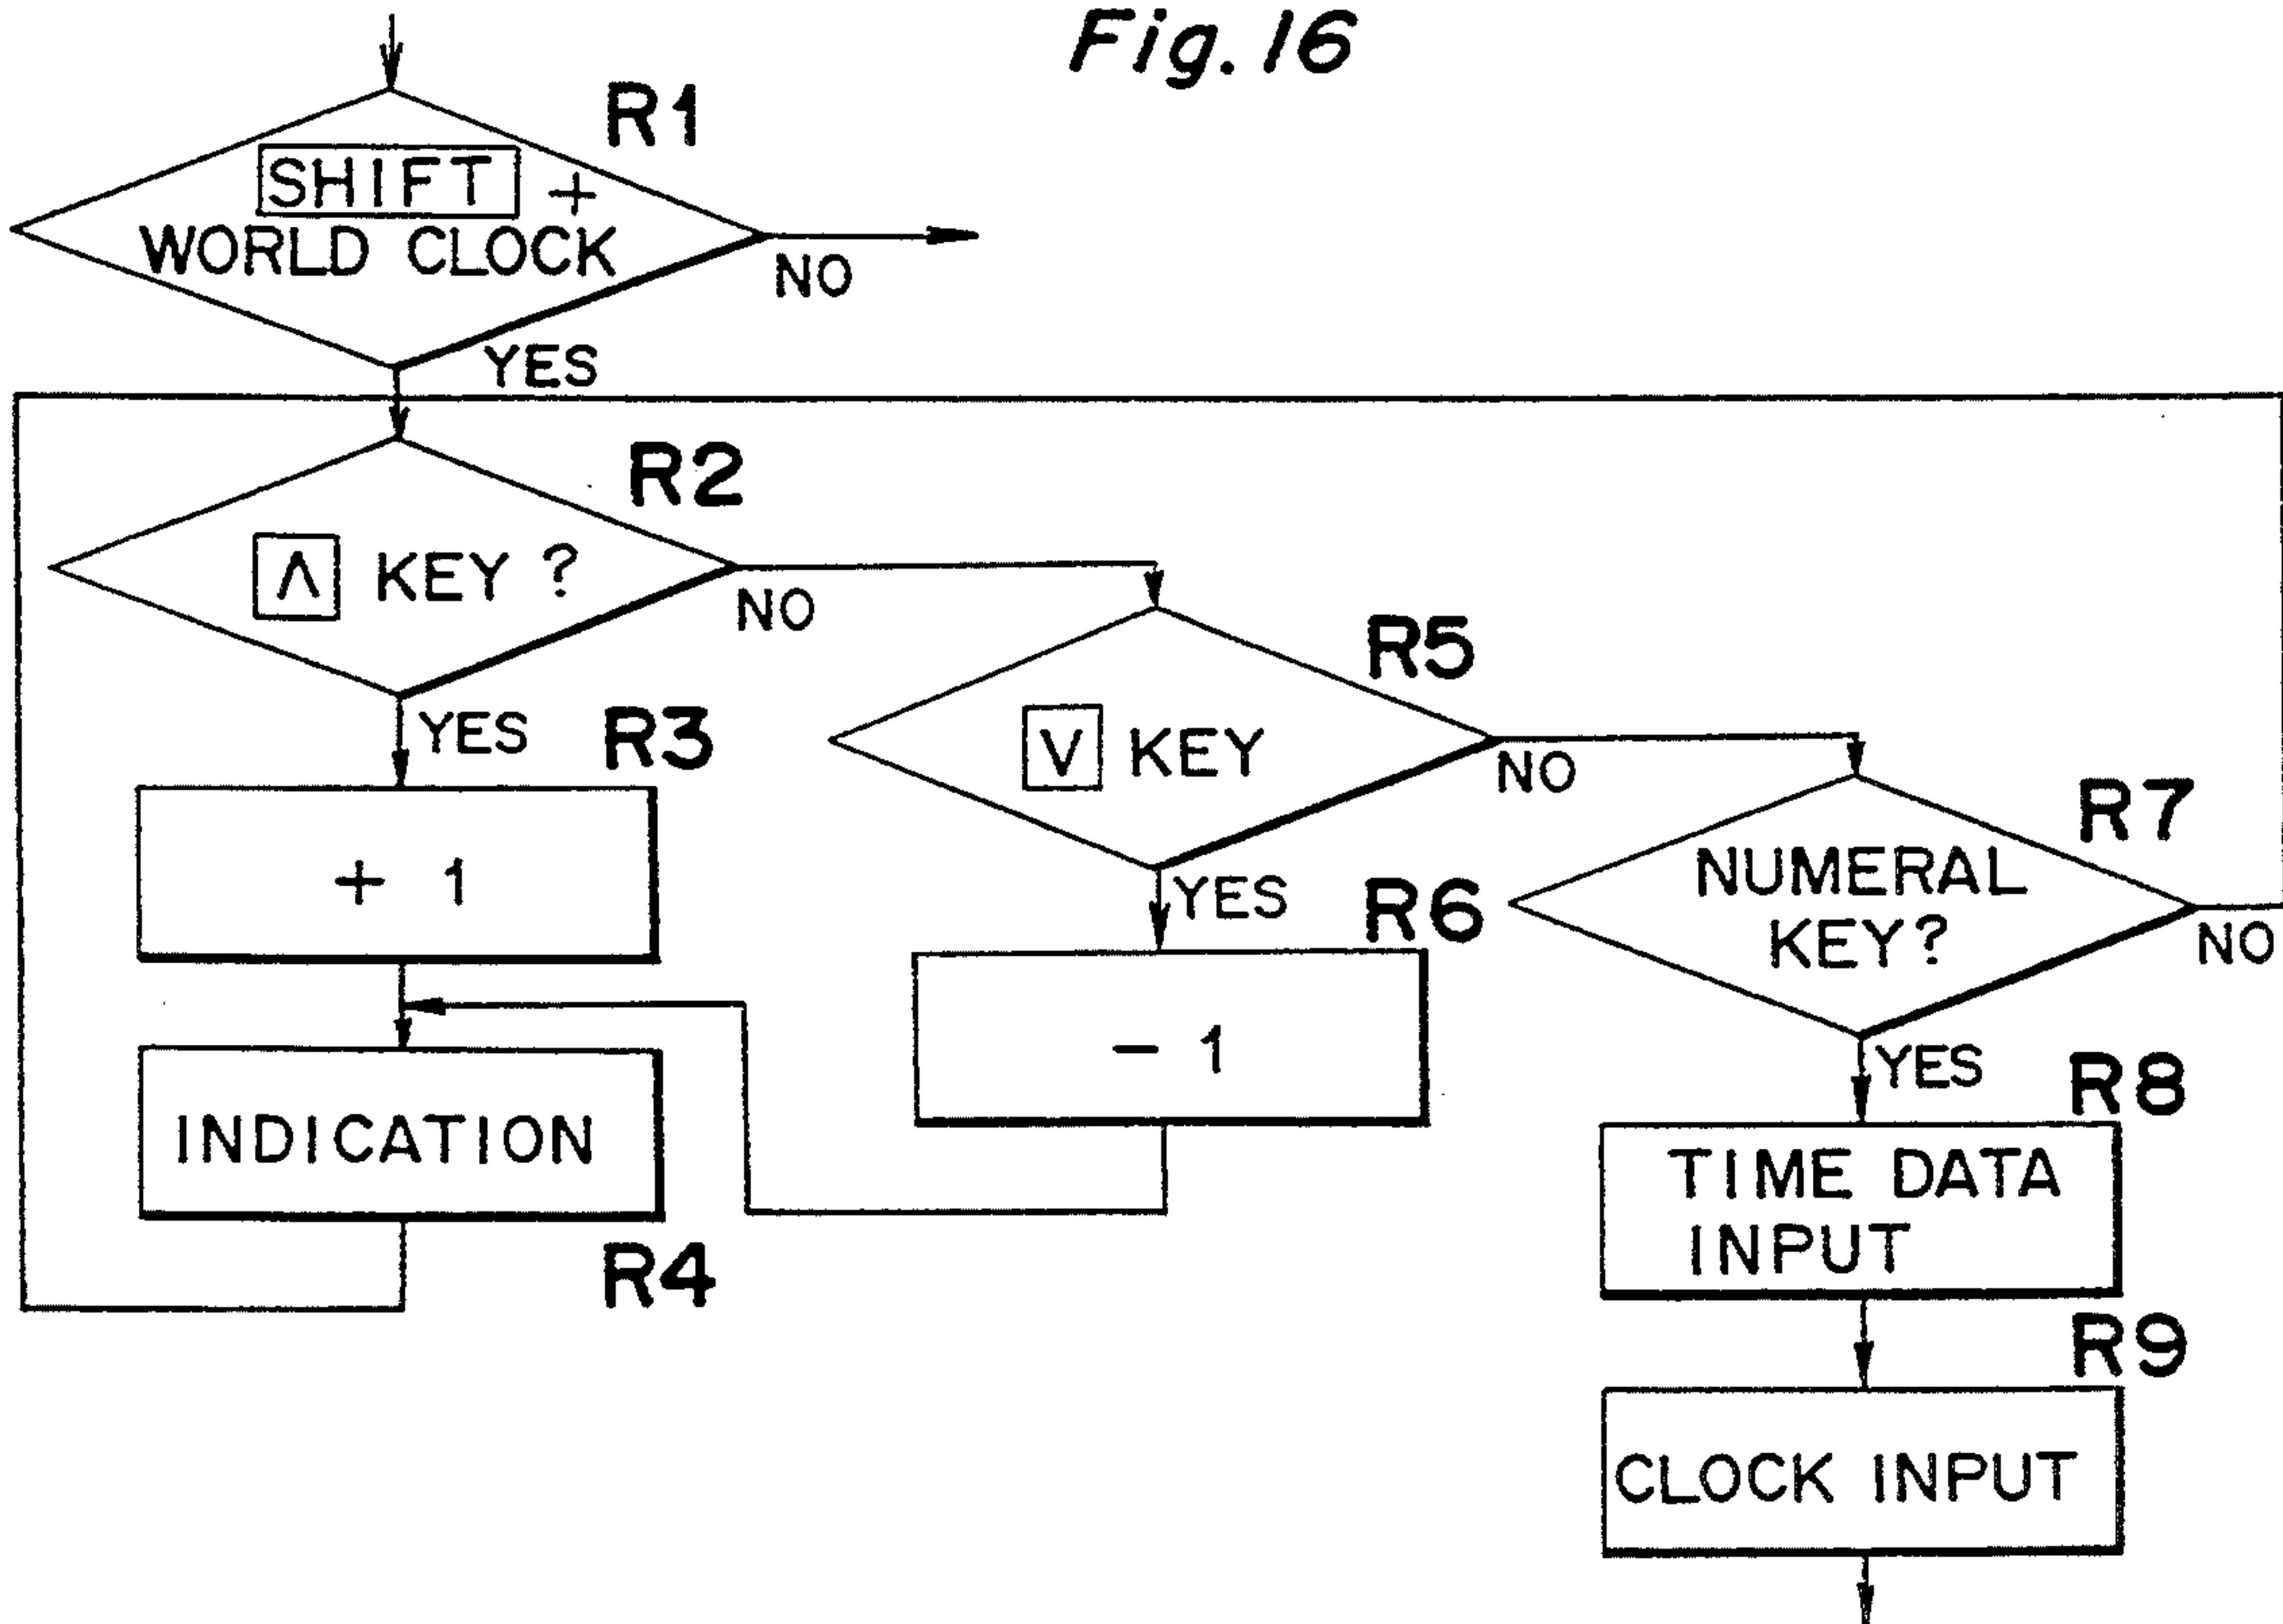 Fig. 16
R1
SHIFT +
WORLD CLOCK
NO
YES
R2
Λ KEY ?
NO
YES
R3
+ 1
INDICATION
R4
R5
V KEY
NO
YES
R6
- 1
R7
NUMERAL
KEY?
NO
YES
R8
TIME DATA
INPUT
R9
CLOCK INPUT